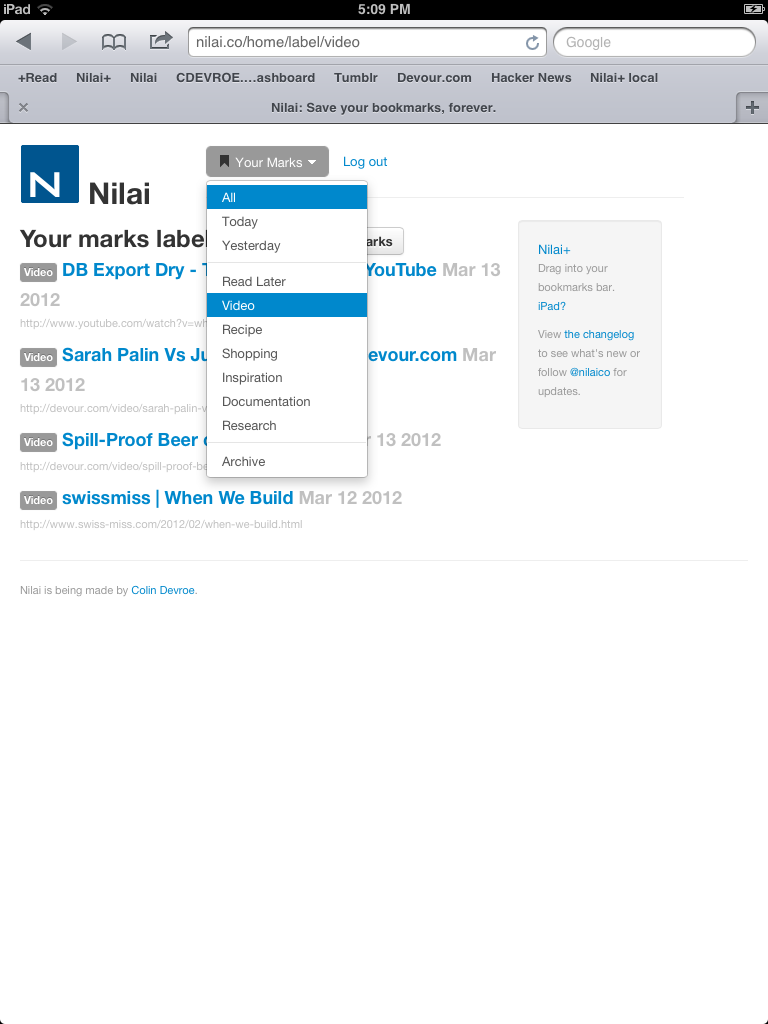 iPad 5:09 PM
nilai.co/home/label/video Google
+Read Nilai+ Nilai CDEVROE....ashboard Tumblr Devour.com Hacker News Nilai+ local
Nilai: Save your bookmarks, forever.
N Nilai
Your Marks Log out
All
Today
Yesterday
Read Later
Video
Recipe
Shopping
Inspiration
Documentation
Research
Archive
Your marks label arks
Video DB Export Dry - T YouTube Mar 13
2012
http://www.youtube.com/watch?v=wh
Video Sarah Palin Vs Ju evour.com Mar
13 2012
http://devour.com/video/sarah-palin-v
Video Spill-Proof Beer 13 2012
http://devour.com/video/spill-proof-be
Video swissmiss | When We Build Mar 12 2012
http://www.swiss-miss.com/2012/02/when-we-build.html
Nilai+
Drag into your
bookmarks bar.
iPad?
View the changelog
to see what's new or
follow @nilaico for
updates.
Nilai is being made by Colin Devroe.